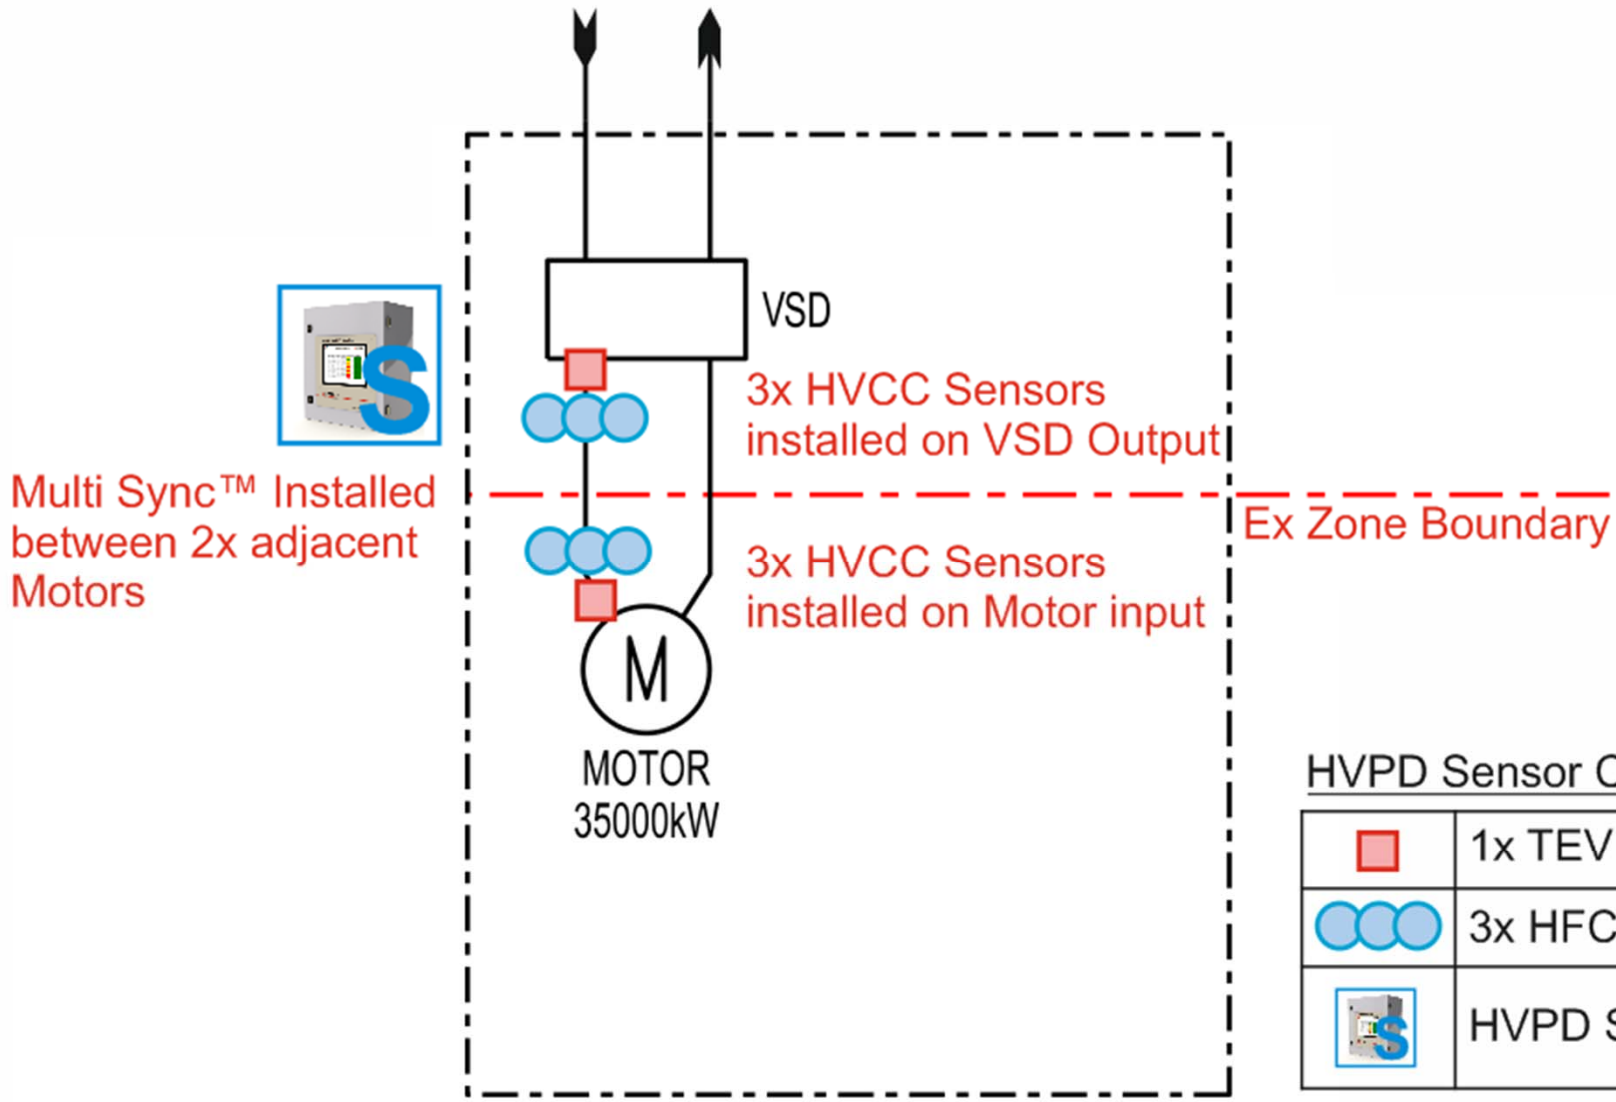 VSD
3x HVCC Sensors
installed on VSD Output
Multi Sync™ Installed
between 2x adjacent
Motors
Ex Zone Boundary
3x HVCC Sensors
installed on Motor input
M
MOTOR
35000kW
HVPD Sensor
1x TEV
3x HFC
HVPD S
S
S